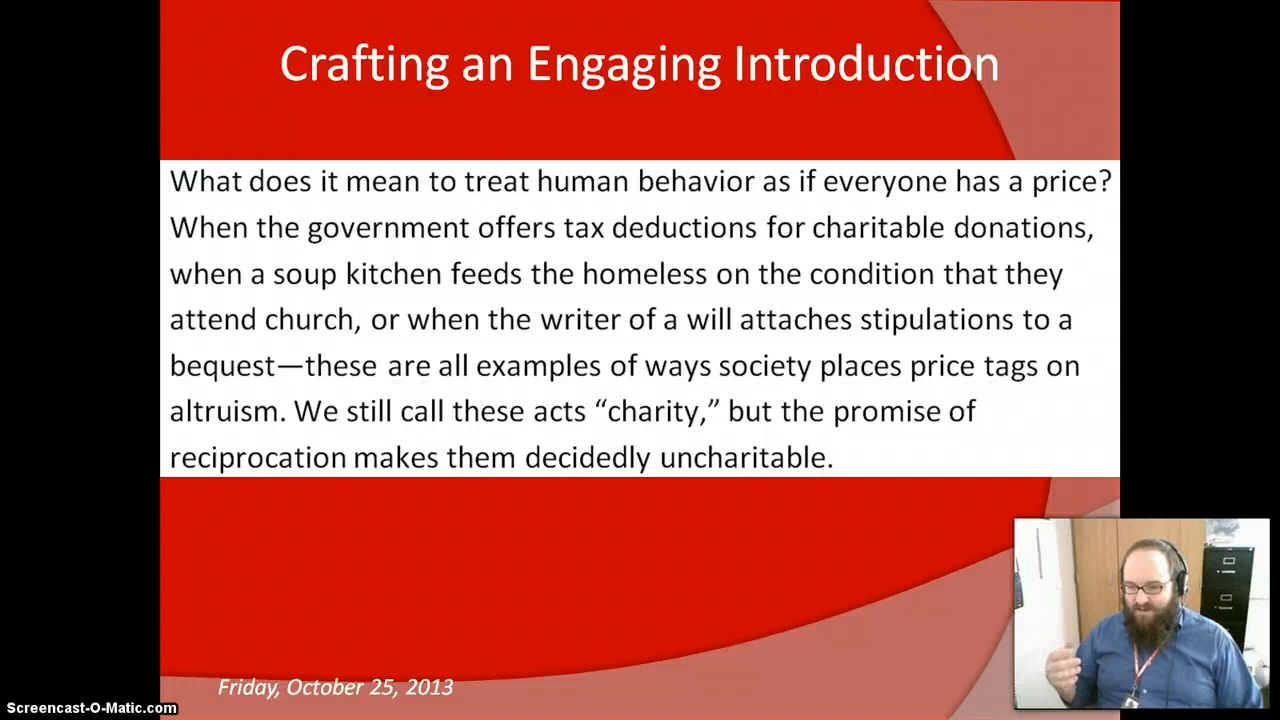 Crafting an Engaging Introduction
What does it mean to treat human behavior as if everyone has a price?
When the government offers tax deductions for charitable donations,
when a soup kitchen feeds the homeless on the condition that they
attend church, or when the writer of a will attaches stipulations to a
bequest—these are all examples of ways society places price tags on
altruism. We still call these acts “charity,” but the promise of
reciprocation makes them decidedly uncharitable.
Friday, October 25, 2013
Screencast-O-Matic.com